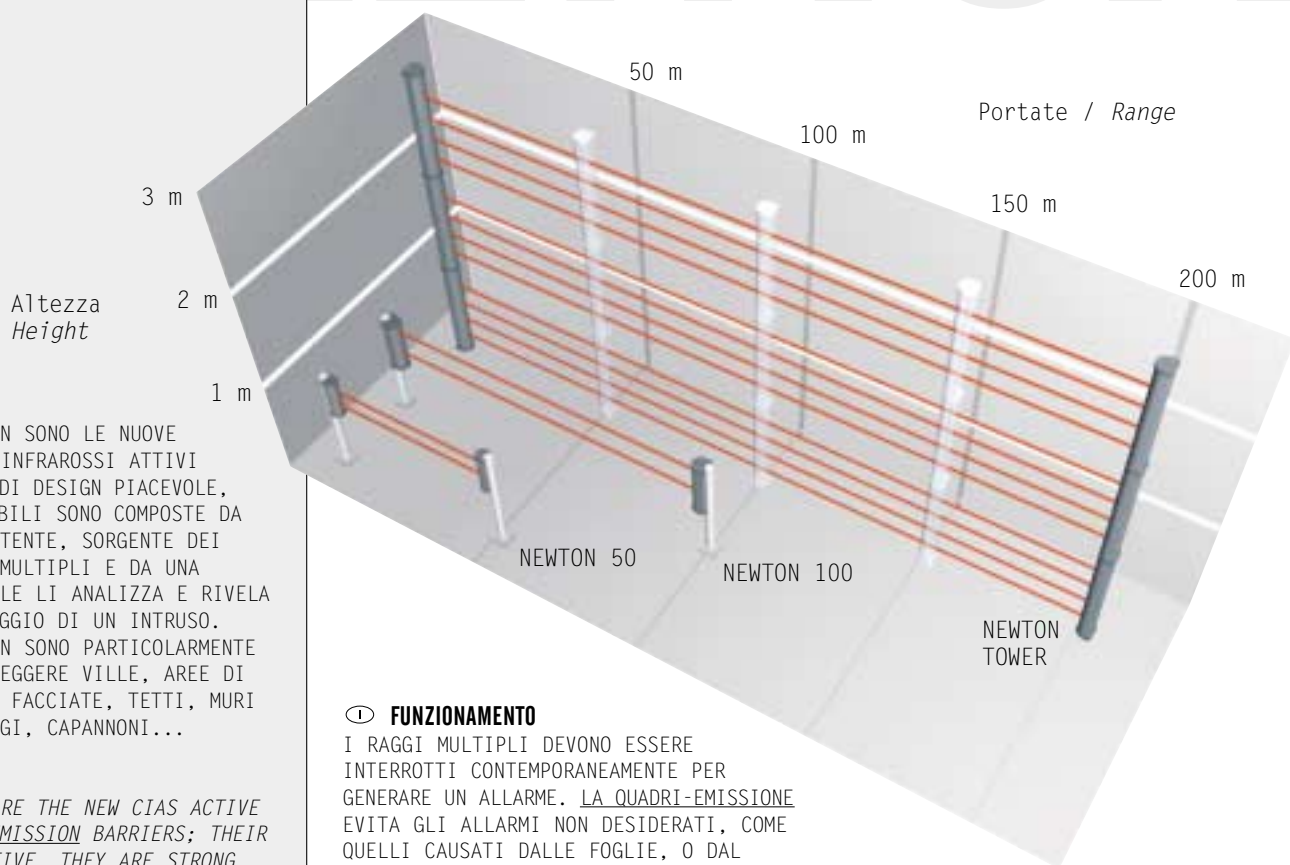 50 m
Portate / Range
100 m
3 m
150 m
200 m
Altezza
Height
2 m
1 m
NEWTON 50
NEWTON 100
NEWTON
TOWER
N SONO LE NUOVE
INFRAROSSI ATTIVI
DI DESIGN PIACEVOLE,
BILI SONO COMPOSTE DA
TENTE, SORGENTE DEI
MULTIPLI E DA UNA
LE LI ANALIZZA E RIVELA
GGIO DI UN INTRUSO.
N SONO PARTICOLARMENTE
EGGERE VILLE, AREE DI
FACCIATE, TETTI, MURI
GI, CAPANNONI...
RE THE NEW CIAS ACTIVE
MISSION BARRIERS; THEIR
TIVE, THEY ARE STRONG
I FUNZIONAMENTO
I RAGGI MULTIPLI DEVONO ESSERE
INTERROTTI CONTEMPORANEAMENTE PER
GENERARE UN ALLARME. LA QUADRI-EMISSIONE
EVITA GLI ALLARMI NON DESIDERATI, COME
QUELLI CAUSATI DALLE FOGLIE, O DAL